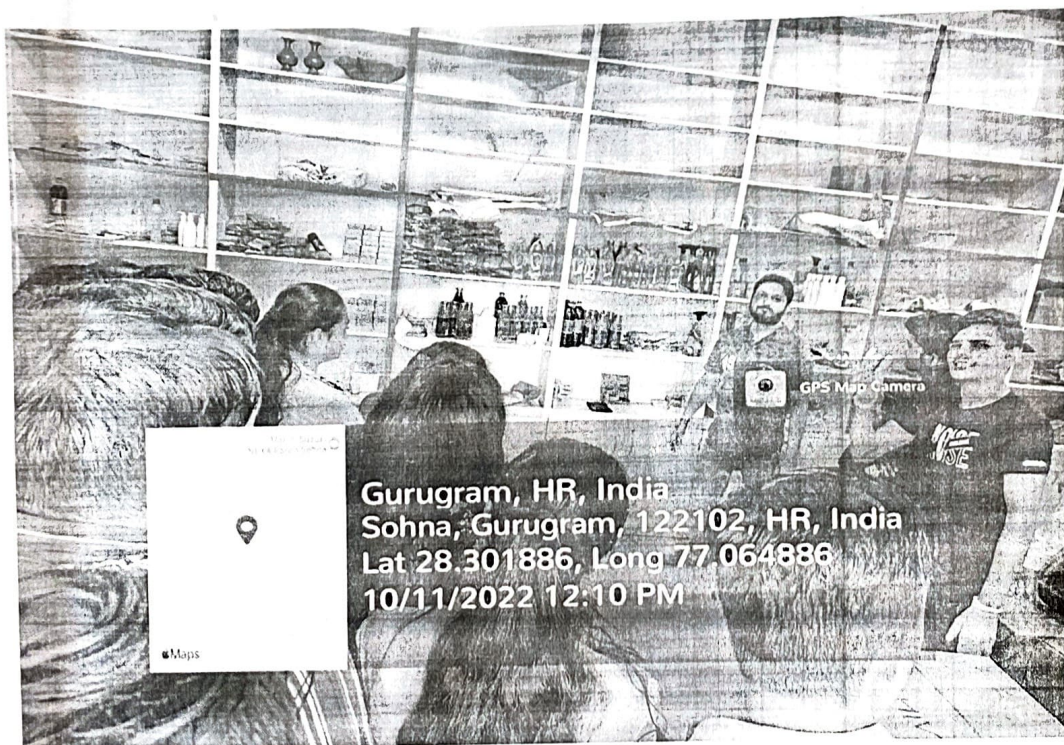 GPS Map Camera
Gurugram, HR, India
Sohna, Gurugram, 122102, HR, India
Lat 28.301886, Long 77.064886
10/11/2022 12:10 PM
Maps